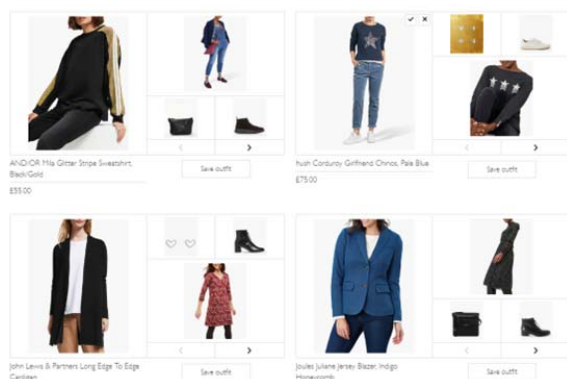 AND/OR Mila Glitter Stripe Sweatshirt,
Black/Gold
£55.00
Save outfit
hush Corduroy Girlfriend Chinos, Pale Blue
£75.00
Save outfit
John Lewis & Partners Long Edge To Edge
Cardigan
Save outfit
Joules Juliane Jersey Blazer, Indigo
Honeycomb
Save outfit